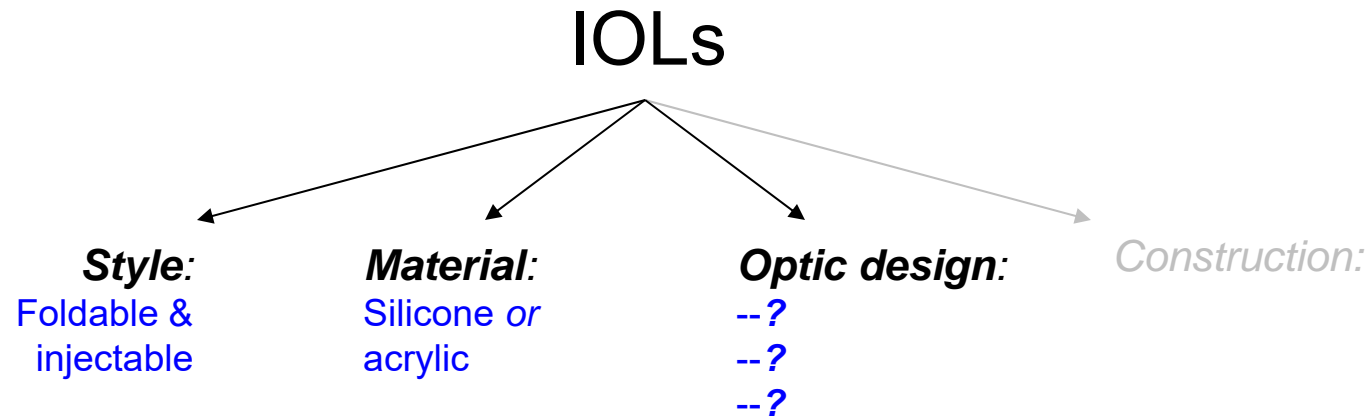 IOLs
Style:
Foldable &
injectable
Material:
Silicone or
acrylic
Optic design:
--?
--?
--?
Construction: